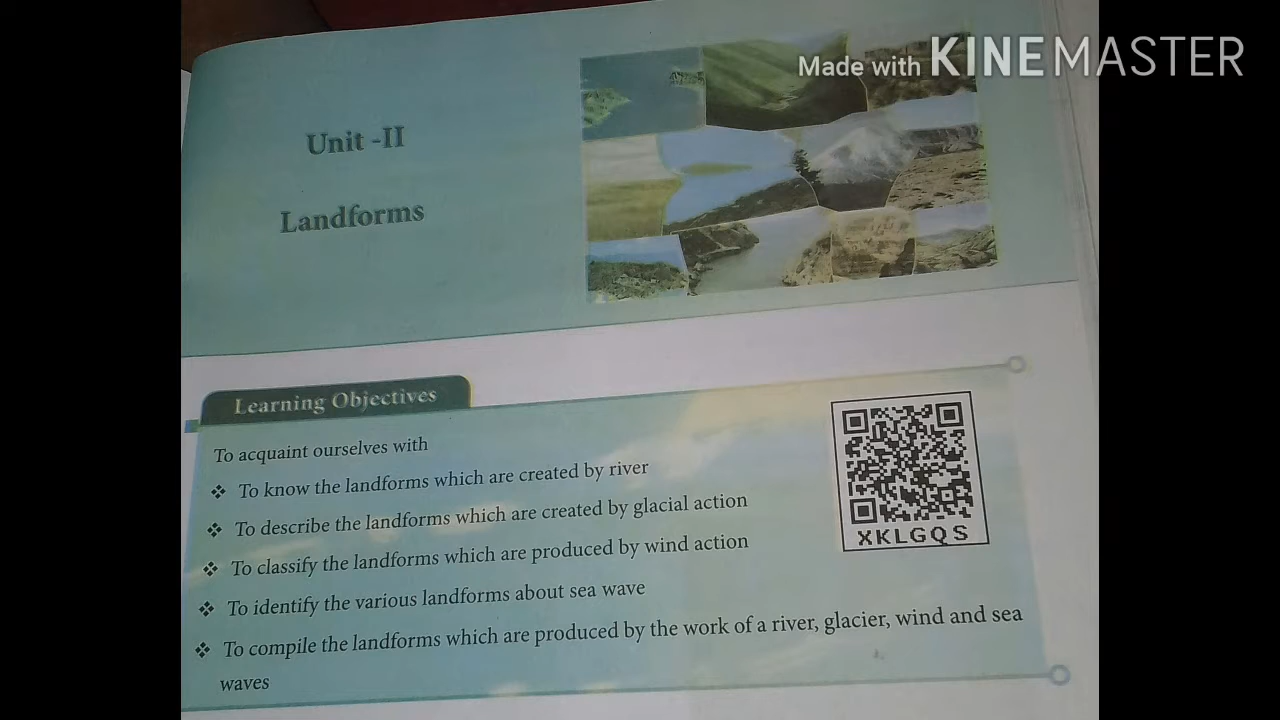 Made with KINEMASTER
Unit -II
Landforms
Learning Objectives
To acquaint ourselves with
❖ To know the landforms which are created by river
❖ To describe the landforms which are created by glacial action
❖ To classify the landforms which are produced by wind action
❖ To identify the various landforms about sea wave
❖ To compile the landforms which are produced by the work of a river, glacier, wind and sea
waves
XKLGQS